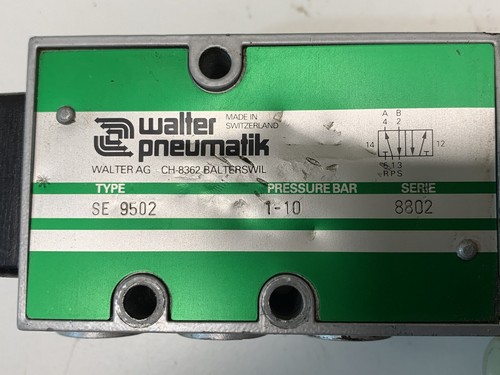 walter
pneumatik
MADE IN
SWITZERLAND
WALTER AG CH-8362 BALTERSWIL
A B
4 2
14 12
5 1 3
R P S
TYPE PRESSURE BAR SERIE
SE 9502 1-10 8802